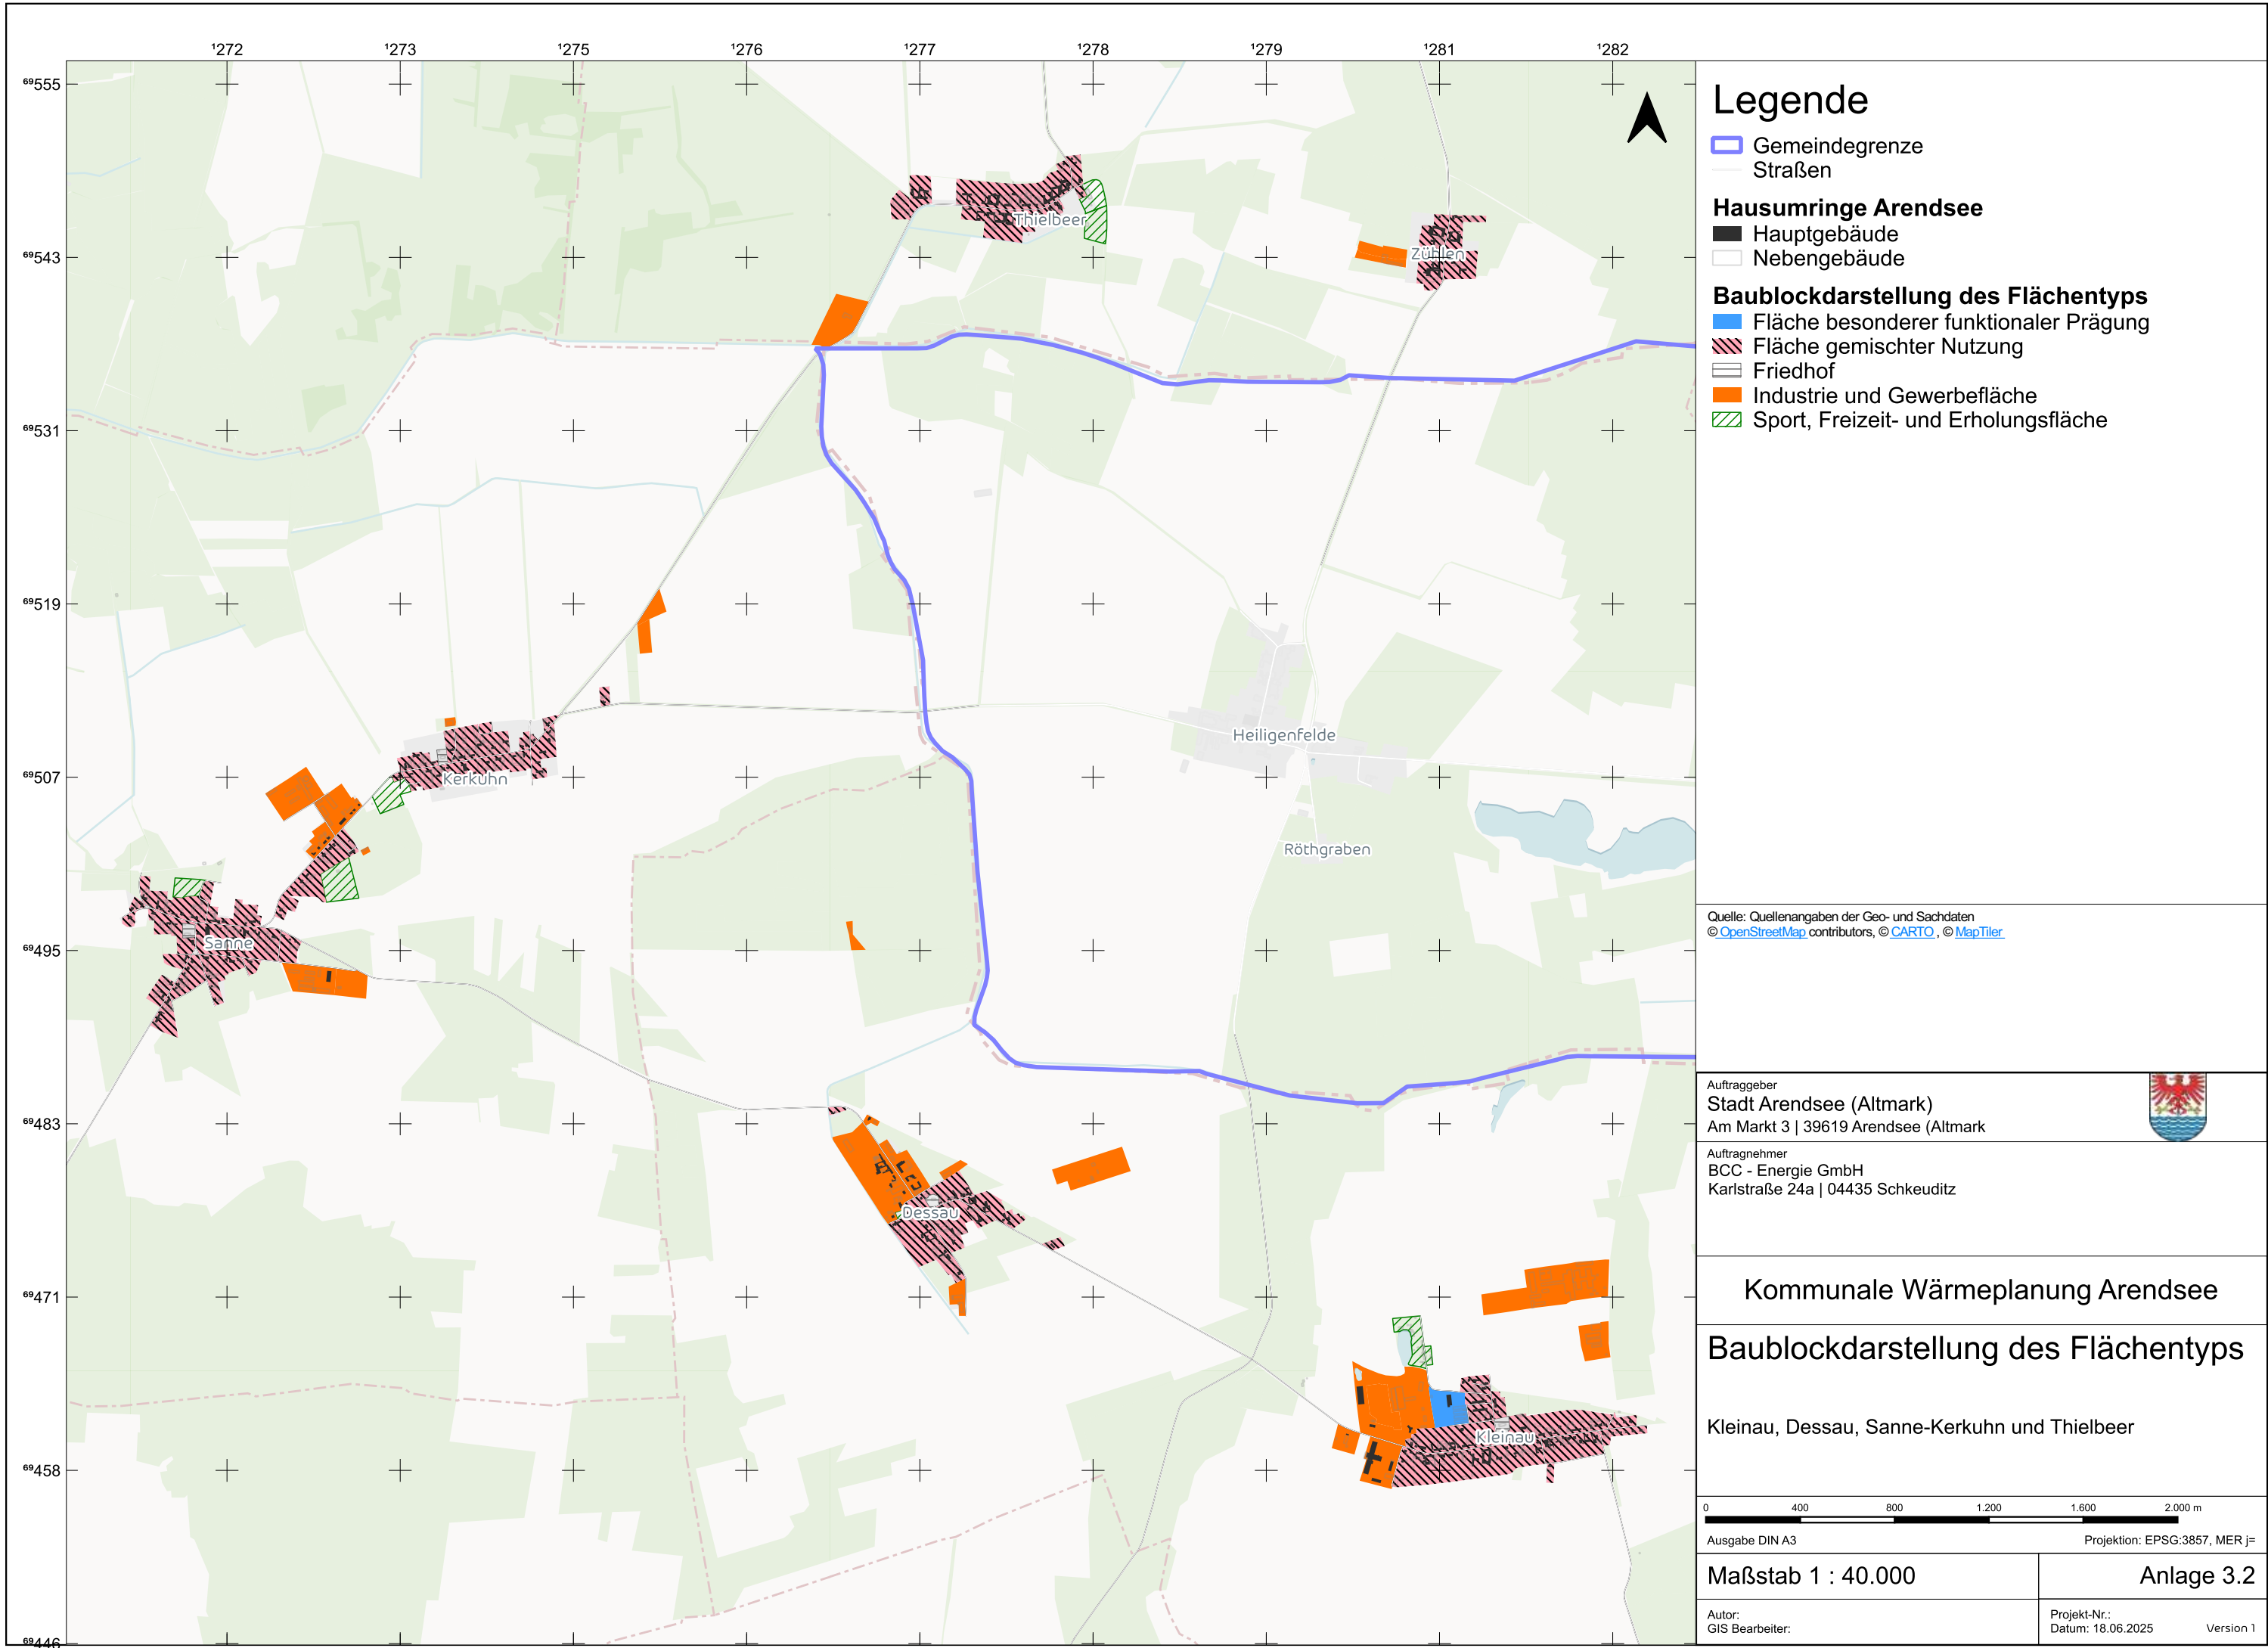 ¹272 ¹273 ¹275 ¹276 ¹277 ¹278 ¹279 ¹281 ¹282
⁶⁹555
⁶⁹543
⁶⁹531
⁶⁹519
⁶⁹507
⁶⁹495
⁶⁹483
⁶⁹471
⁶⁹458
⁶⁹446
Thielbeer
Zühlen
Heiligenfelde
Kerkuhn
Röthgraben
Sanne
Dessau
Kleinau
Legende
Gemeindegrenze
Straßen
Hausumringe Arendsee
Hauptgebäude
Nebengebäude
Baublockdarstellung des Flächentyps
Fläche besonderer funktionaler Prägung
Fläche gemischter Nutzung
Friedhof
Industrie und Gewerbefläche
Sport, Freizeit- und Erholungsfläche
Quelle: Quellenangaben der Geo- und Sachdaten
© OpenStreetMap contributors, © CARTO , © MapTiler
Auftraggeber
Stadt Arendsee (Altmark)
Am Markt 3 | 39619 Arendsee (Altmark
Auftragnehmer
BCC - Energie GmbH
Karlstraße 24a | 04435 Schkeuditz
Kommunale Wärmeplanung Arendsee
Baublockdarstellung des Flächentyps
Kleinau, Dessau, Sanne-Kerkuhn und Thielbeer
0 400 800 1.200 1.600 2.000 m
Ausgabe DIN A3 Projektion: EPSG:3857, MER j=
Maßstab 1 : 40.000 Anlage 3.2
Autor: Projekt-Nr.:
GIS Bearbeiter: Datum: 18.06.2025 Version 1